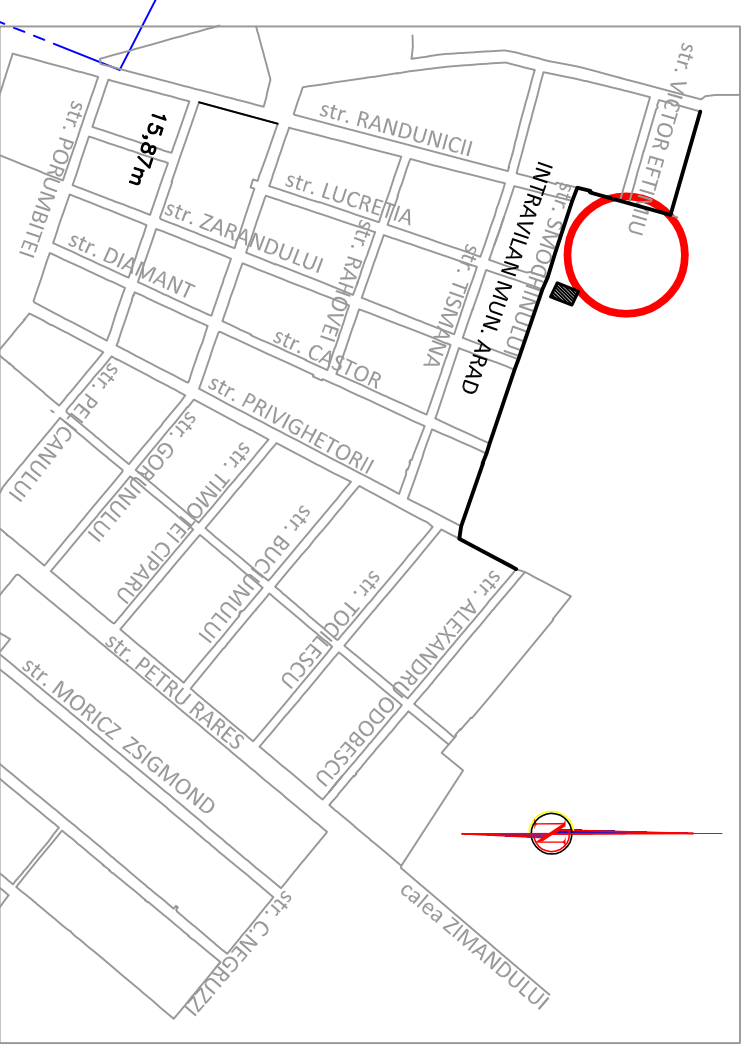 str. VICTOR EFTIMIU
str. RANDUNICII
15,87m
str. PORUMBITEI
str. LUCRETIA
INTRAVILAN MUN. ARAD
str. SMOCHINULUI
str. ZARANDULUI
str. RAHOVEI
str. TISMANA
str. DIAMANT
str. CASTOR
str. PRIVIGHETORII
str. PELICANULUI
str. GORUNULUI
str. TIMOTEI CIPARU
str. BUCIUMULUI
str. TOCILESCU
str. ALEXANDRU ODOBESCU
str. PETRU RARES
str. MORICZ ZSIGMOND
str. C.NEGRUZZI
calea ZIMANDULUI
N